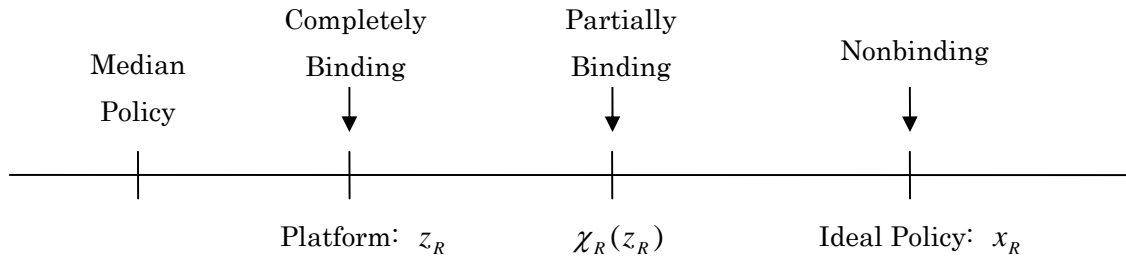 Completely
Binding
Partially
Binding
Nonbinding
Median
Policy
Platform: z_R
χ_R(z_R)
Ideal Policy: x_R